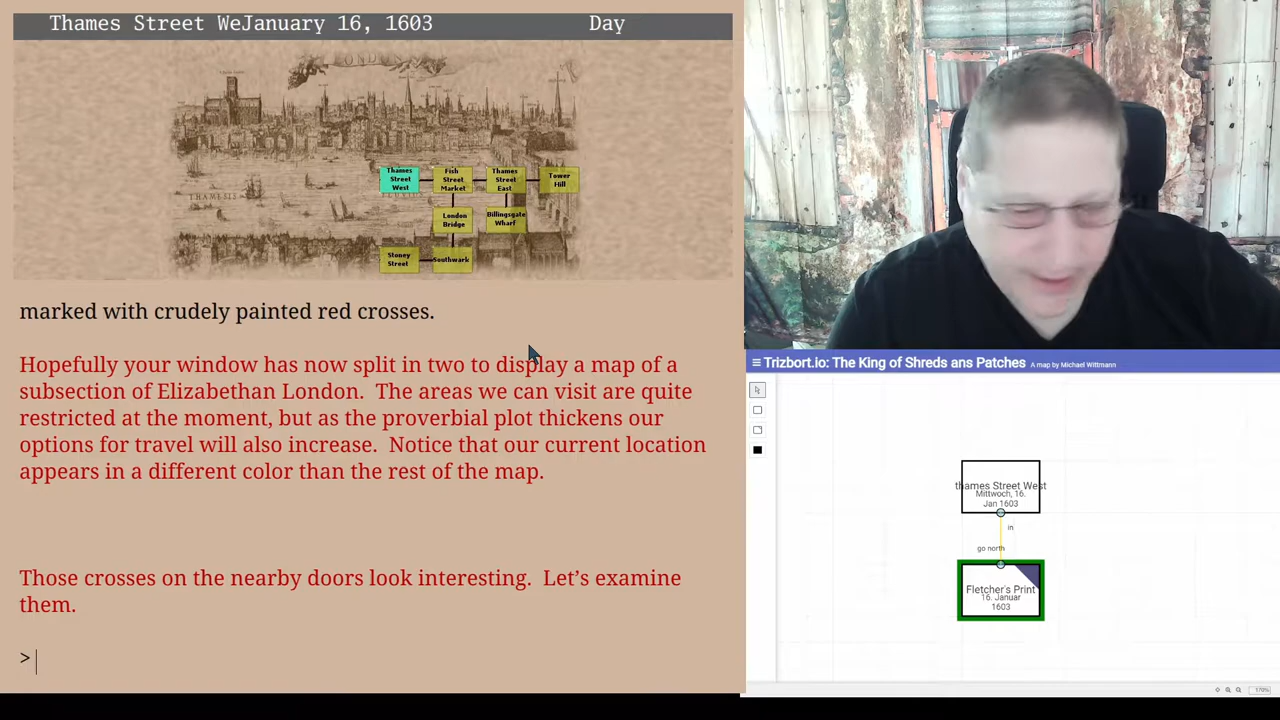 Thames Street WeJanuary 16, 1603 Day
LONDON
THAMESIS
Thames Street West
Fish Street Market
Thames Street East
Tower Hill
London Bridge
Billingsgate Wharf
Stoney Street
Southwark
marked with crudely painted red crosses.
Hopefully your window has now split in two to display a map of a
subsection of Elizabethan London. The areas we can visit are quite
restricted at the moment, but as the proverbial plot thickens our
options for travel will also increase. Notice that our current location
appears in a different color than the rest of the map.
Those crosses on the nearby doors look interesting. Let’s examine
them.
>
Trizbort.io: The King of Shreds ans Patches A map by Michael Wittmann
thames Street West
Mittwoch, 16.
Jan 1603
in
go north
Fletcher's Print
16. Januar
1603
170%